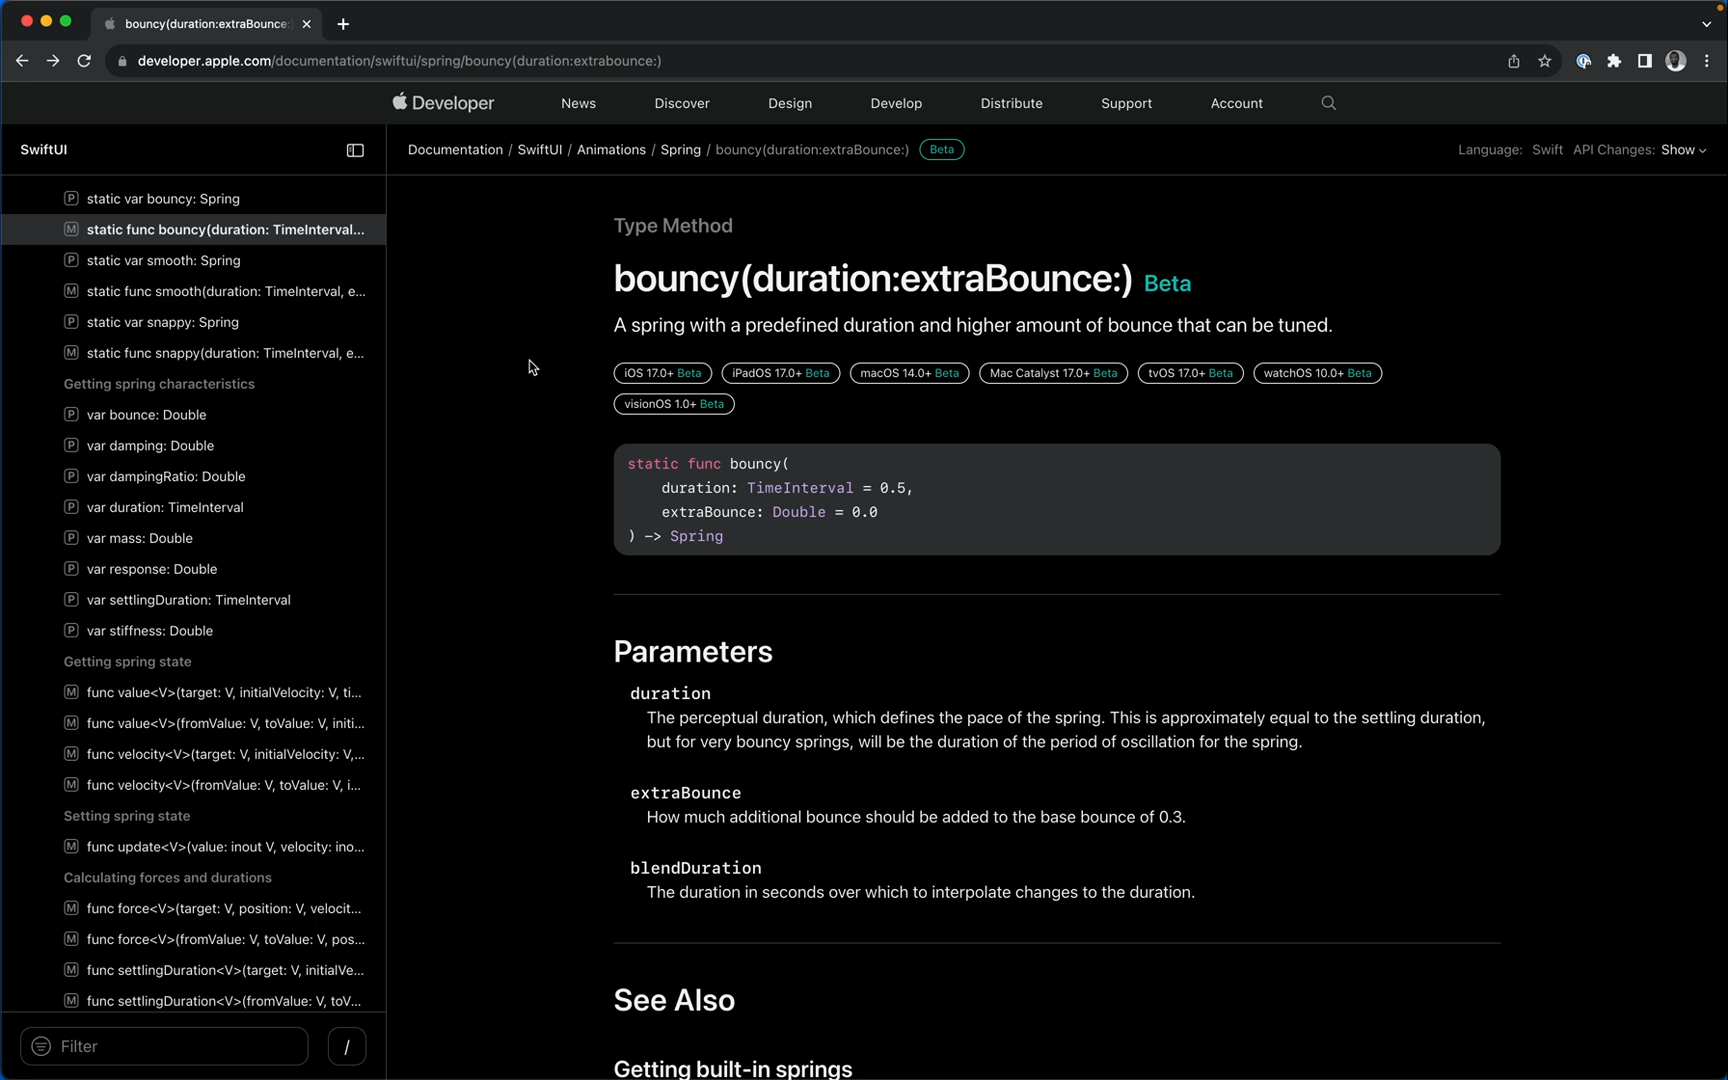 bouncy(duration:extraBounce:
developer.apple.com/documentation/swiftui/spring/bouncy(duration:extrabounce:)
Developer News Discover Design Develop Distribute Support Account
SwiftUI
Documentation / SwiftUI / Animations / Spring / bouncy(duration:extraBounce:) Beta
Language: Swift API Changes: Show
P static var bouncy: Spring
M static func bouncy(duration: TimeInterval...
P static var smooth: Spring
M static func smooth(duration: TimeInterval, e...
P static var snappy: Spring
M static func snappy(duration: TimeInterval, e...
Getting spring characteristics
P var bounce: Double
P var damping: Double
P var dampingRatio: Double
P var duration: TimeInterval
P var mass: Double
P var response: Double
P var settlingDuration: TimeInterval
P var stiffness: Double
Getting spring state
M func value<V>(target: V, initialVelocity: V, ti...
M func value<V>(fromValue: V, toValue: V, initi...
M func velocity<V>(target: V, initialVelocity: V,...
M func velocity<V>(fromValue: V, toValue: V, i...
Setting spring state
M func update<V>(value: inout V, velocity: ino...
Calculating forces and durations
M func force<V>(target: V, position: V, velocit...
M func force<V>(fromValue: V, toValue: V, pos...
M func settlingDuration<V>(target: V, initialVe...
M func settlingDuration<V>(fromValue: V, toV...
Filter /
Type Method
bouncy(duration:extraBounce:) Beta
A spring with a predefined duration and higher amount of bounce that can be tuned.
iOS 17.0+ Beta iPadOS 17.0+ Beta macOS 14.0+ Beta Mac Catalyst 17.0+ Beta tvOS 17.0+ Beta watchOS 10.0+ Beta
visionOS 1.0+ Beta
static func bouncy(
duration: TimeInterval = 0.5,
extraBounce: Double = 0.0
) -> Spring
Parameters
duration
The perceptual duration, which defines the pace of the spring. This is approximately equal to the settling duration,
but for very bouncy springs, will be the duration of the period of oscillation for the spring.
extraBounce
How much additional bounce should be added to the base bounce of 0.3.
blendDuration
The duration in seconds over which to interpolate changes to the duration.
See Also
Getting built-in springs